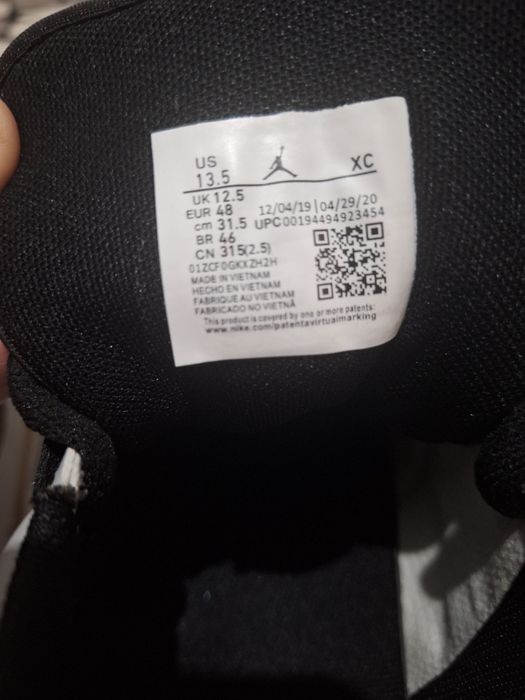 US XC
13.5
UK 12.5
EUR 48 12/04/19 | 04/29/20
cm 31.5 UPC00194494923454
BR 46
CN 315(2.5)
01ZCF0GKXZH2H
MADE IN VIETNAM
HECHO EN VIETNAM
FABRIQUE AU VIETNAM
FABRICADO NO VIETNÃ
This product is covered by one or more patents:
www.nike.com/patentavirtualmarking